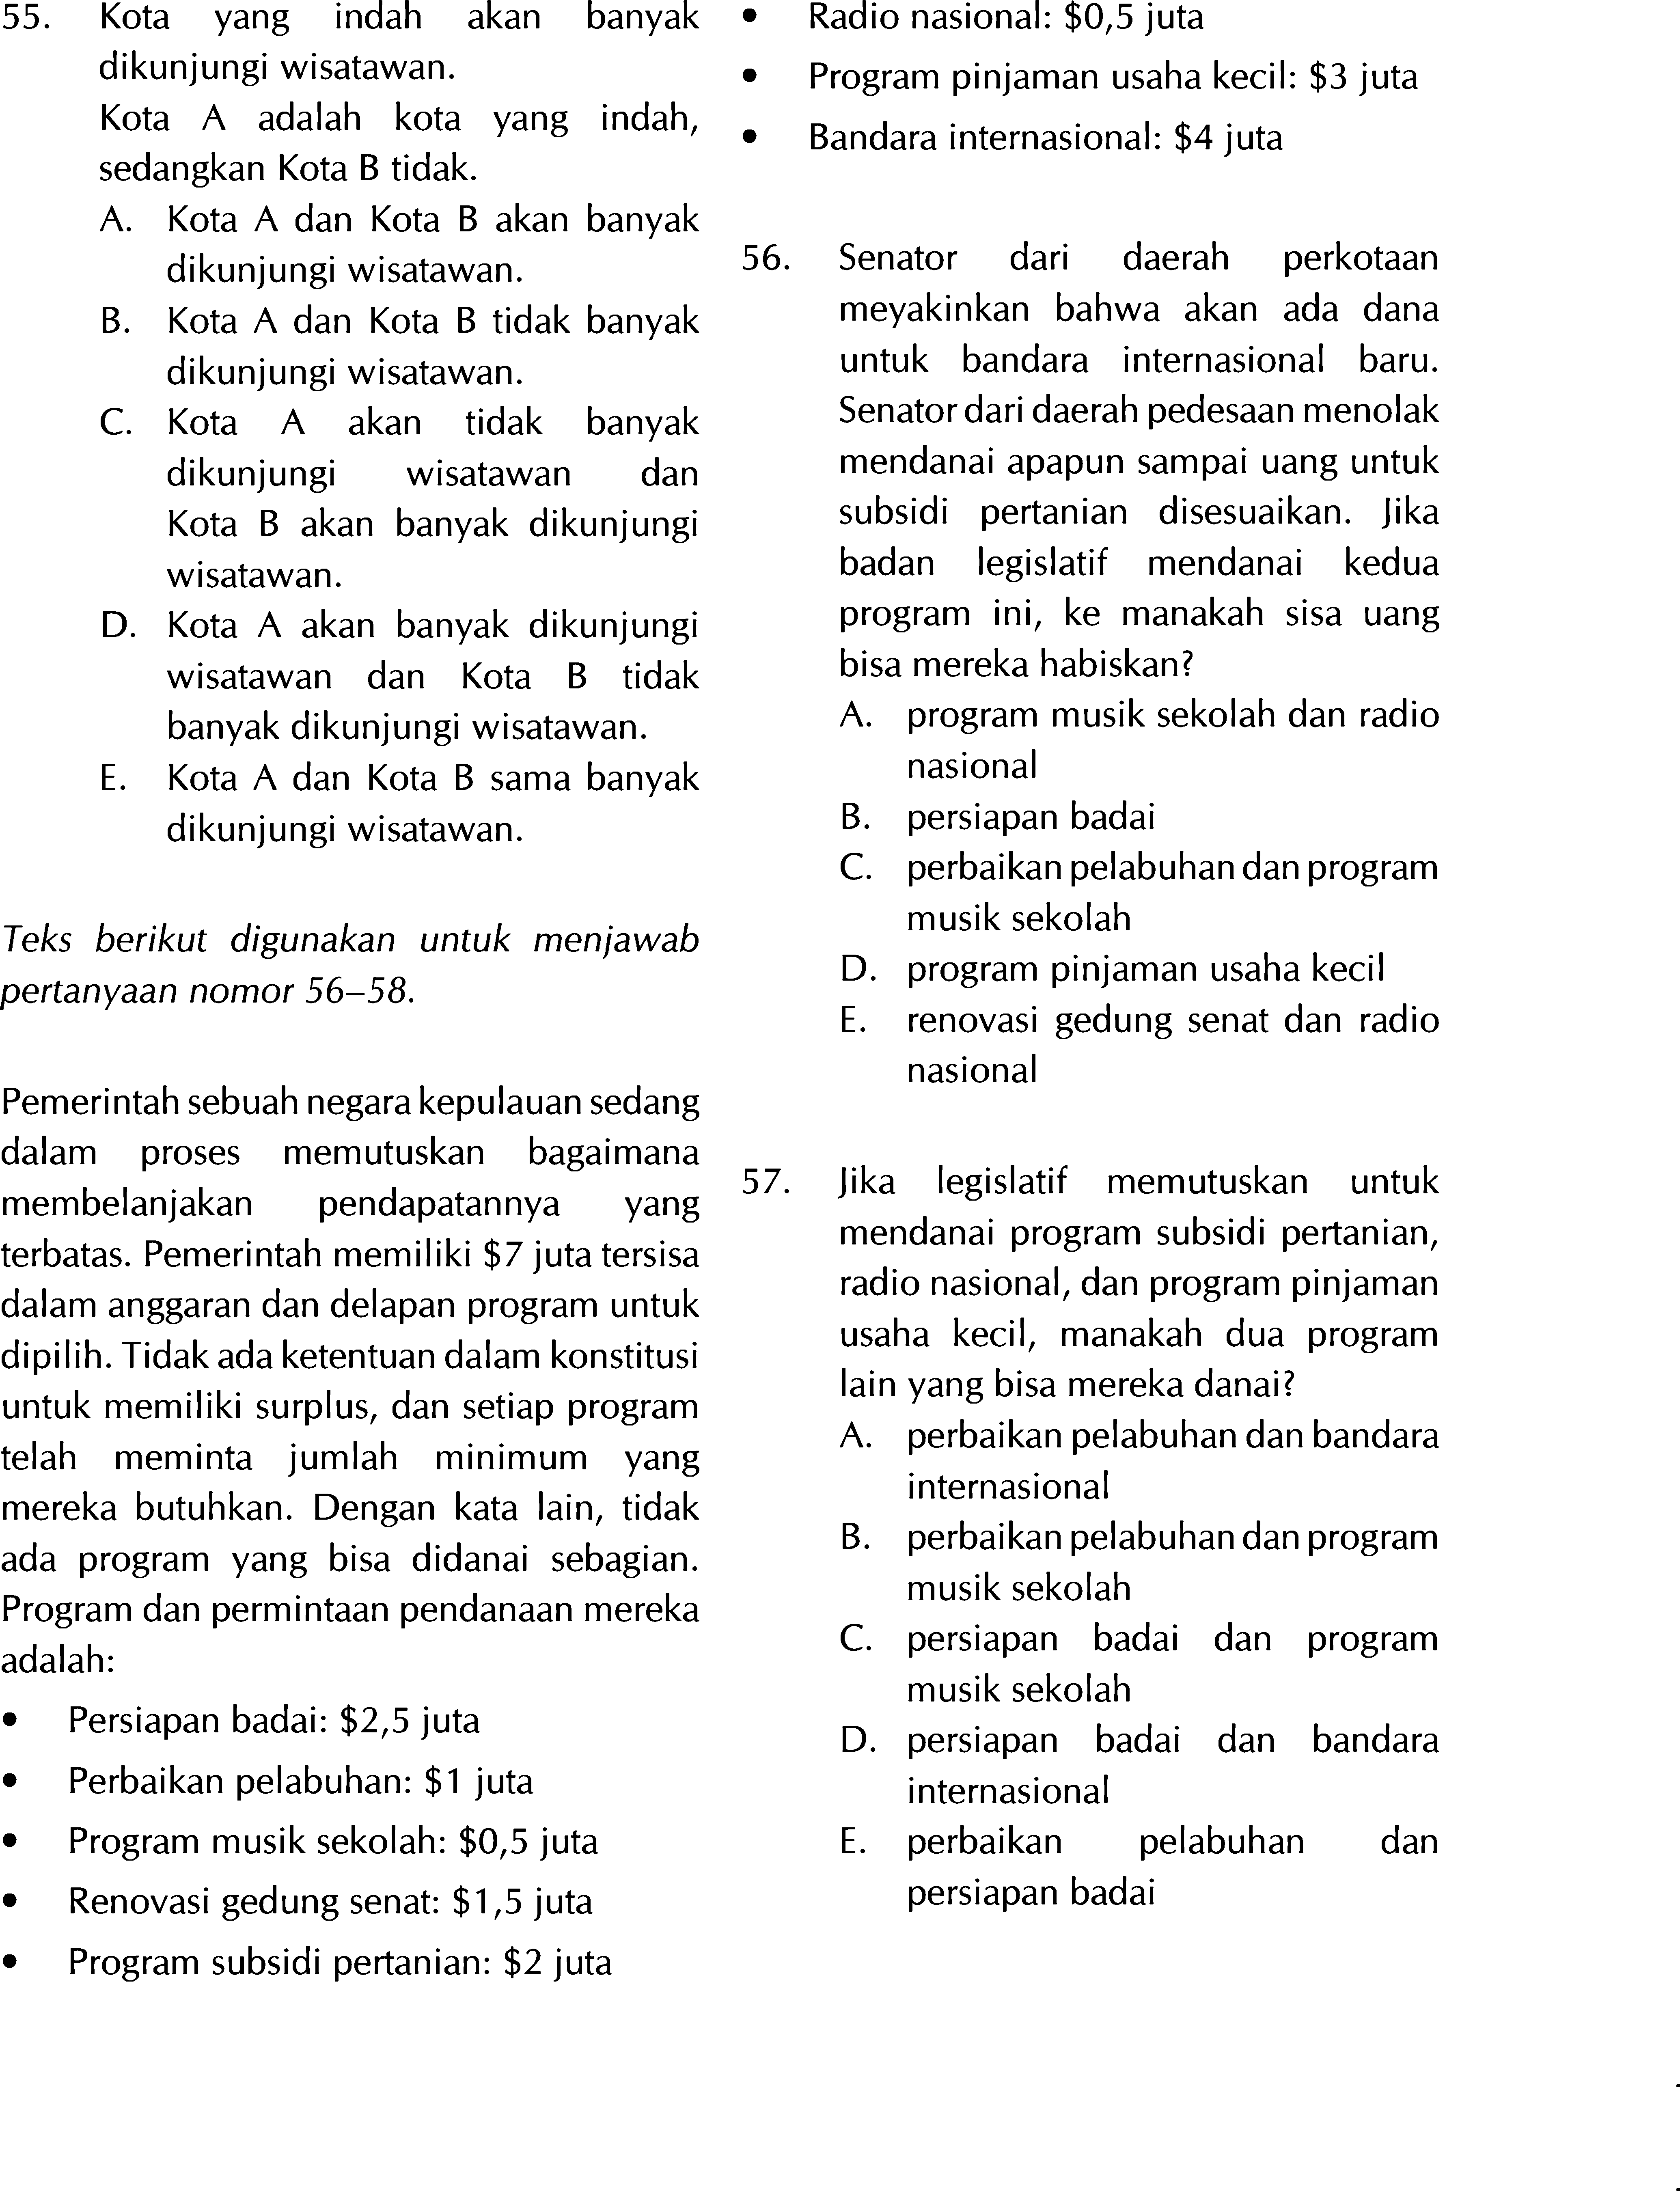 55. Kota yang indah akan banyak
dikunjungi wisatawan.
Kota A adalah kota yang indah,
sedangkan Kota B tidak.
A. Kota A dan Kota B akan banyak
dikunjungi wisatawan.
B. Kota A dan Kota B tidak banyak
dikunjungi wisatawan.
C. Kota A akan tidak banyak
dikunjungi wisatawan dan
Kota B akan banyak dikunjungi
wisatawan.
D. Kota A akan banyak dikunjungi
wisatawan dan Kota B tidak
banyak dikunjungi wisatawan.
E. Kota A dan Kota B sama banyak
dikunjungi wisatawan.
Teks berikut digunakan untuk menjawab
pertanyaan nomor 56–58.
Pemerintah sebuah negara kepulauan sedang
dalam proses memutuskan bagaimana
membelanjakan pendapatannya yang
terbatas. Pemerintah memiliki $7 juta tersisa
dalam anggaran dan delapan program untuk
dipilih. Tidak ada ketentuan dalam konstitusi
untuk memiliki surplus, dan setiap program
telah meminta jumlah minimum yang
mereka butuhkan. Dengan kata lain, tidak
ada program yang bisa didanai sebagian.
Program dan permintaan pendanaan mereka
adalah:
• Persiapan badai: $2,5 juta
• Perbaikan pelabuhan: $1 juta
• Program musik sekolah: $0,5 juta
• Renovasi gedung senat: $1,5 juta
• Program subsidi pertanian: $2 juta
• Radio nasional: $0,5 juta
• Program pinjaman usaha kecil: $3 juta
• Bandara internasional: $4 juta
56. Senator dari daerah perkotaan
meyakinkan bahwa akan ada dana
untuk bandara internasional baru.
Senator dari daerah pedesaan menolak
mendanai apapun sampai uang untuk
subsidi pertanian disesuaikan. Jika
badan legislatif mendanai kedua
program ini, ke manakah sisa uang
bisa mereka habiskan?
A. program musik sekolah dan radio
nasional
B. persiapan badai
C. perbaikan pelabuhan dan program
musik sekolah
D. program pinjaman usaha kecil
E. renovasi gedung senat dan radio
nasional
57. Jika legislatif memutuskan untuk
mendanai program subsidi pertanian,
radio nasional, dan program pinjaman
usaha kecil, manakah dua program
lain yang bisa mereka danai?
A. perbaikan pelabuhan dan bandara
internasional
B. perbaikan pelabuhan dan program
musik sekolah
C. persiapan badai dan program
musik sekolah
D. persiapan badai dan bandara
internasional
E. perbaikan pelabuhan dan
persiapan badai